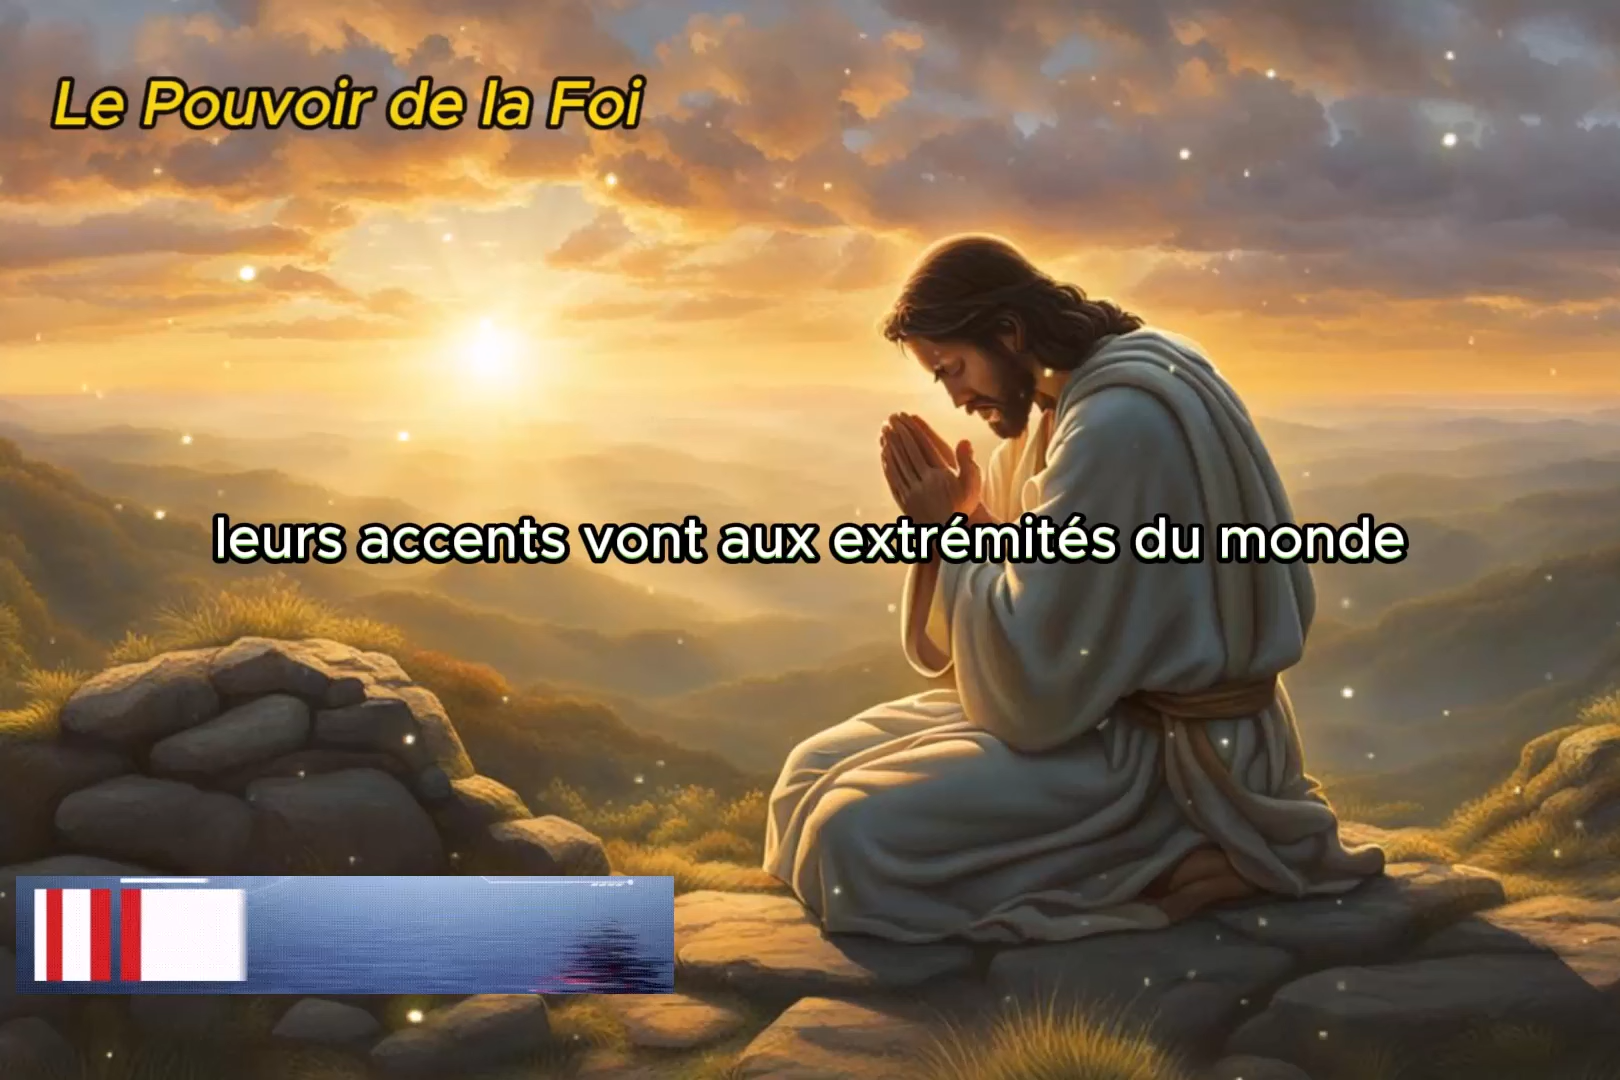 Le Pouvoir de la Foi
leurs accents vont aux extrémités du monde